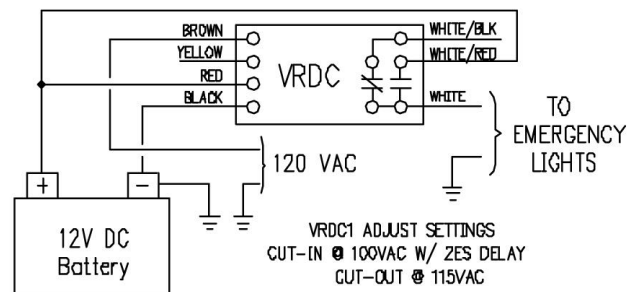 BROWN
WHITE/BLK
YELLOW
WHITE/RED
RED
VRDC
BLACK
WHITE
TO
EMERGENCY
LIGHTS
120 VAC
+
-
12V DC
Battery
VRDC1 ADJUST SETTINGS
CUT-IN @ 100VAC W/ 2ES DELAY
CUT-OUT @ 115VAC